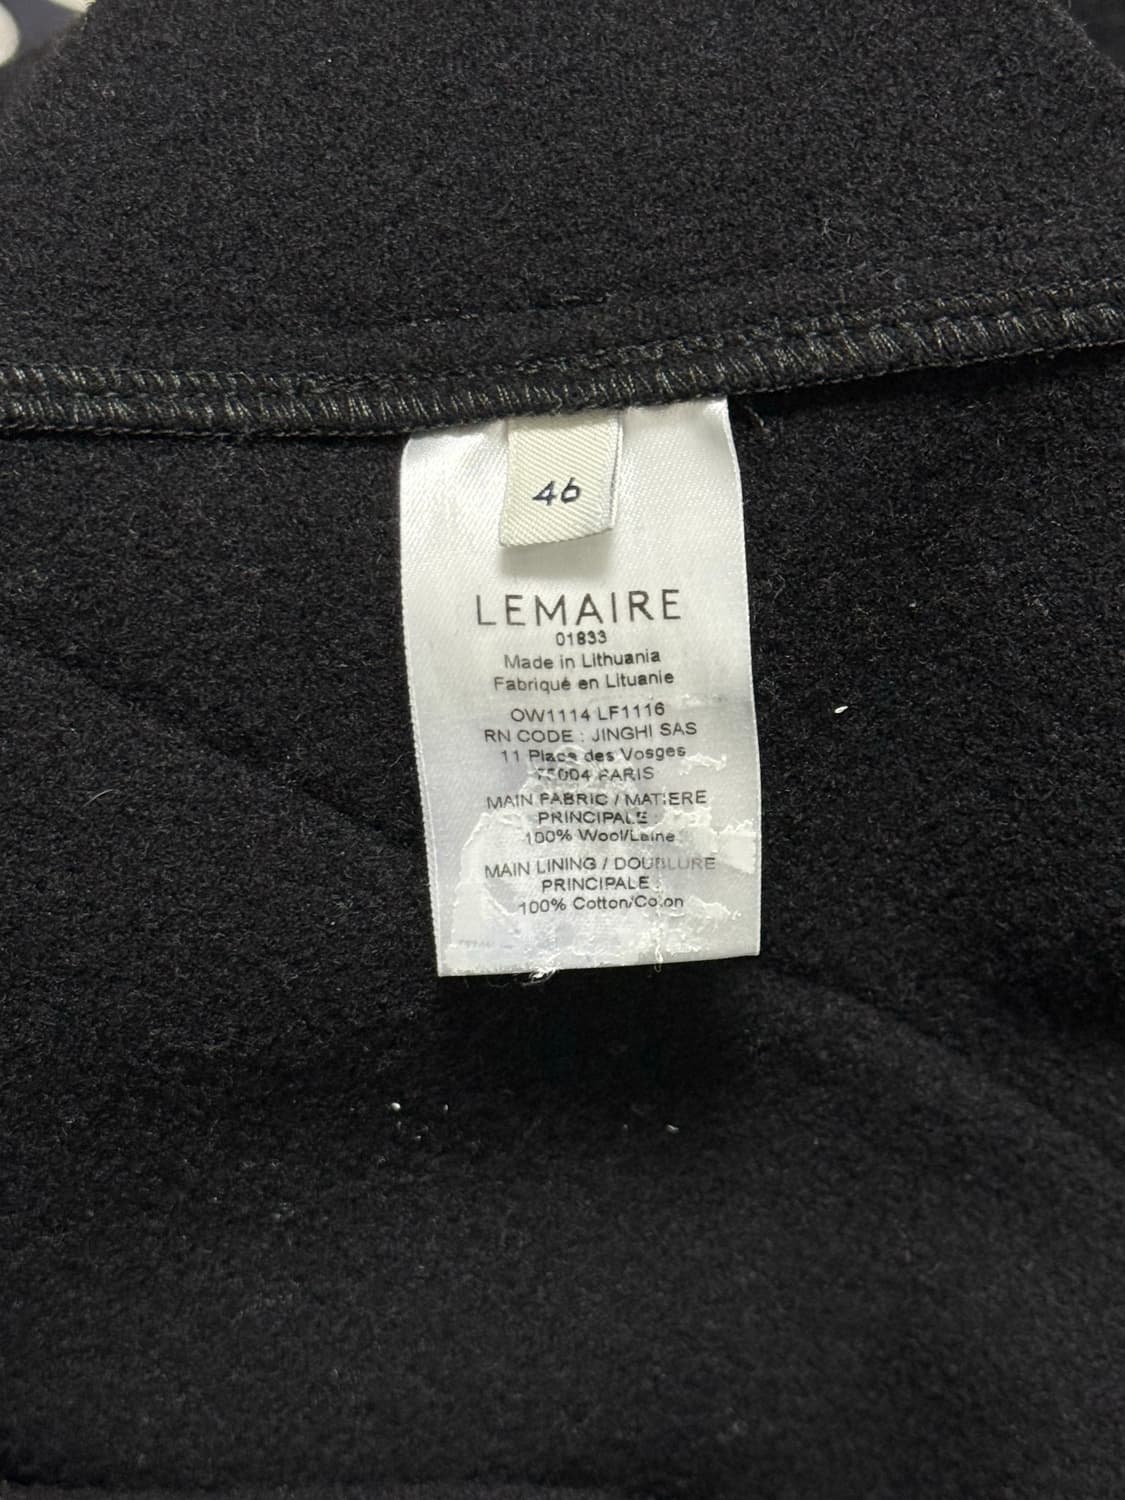 46
LEMAIRE
01833
Made in Lithuania
Fabriqué en Lituanie
OW1114 LF1116
RN CODE : JINGHI SAS
11 Place des Vosges
75004 PARIS
MAIN FABRIC / MATIERE
PRINCIPALE
100% Wool/Laine
MAIN LINING / DOUBLURE
PRINCIPALE :
100% Cotton/Coton